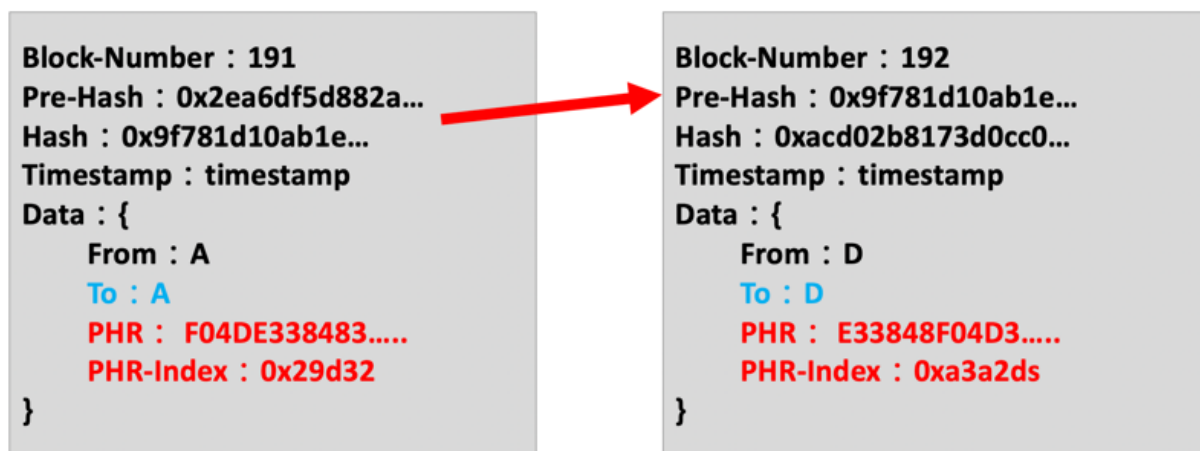 Block-Number：191
Pre-Hash：0x2ea6df5d882a...
Hash：0x9f781d10ab1e...
Timestamp：timestamp
Data：{
From：A
To：A
PHR： F04DE338483.....
PHR-Index：0x29d32
}
Block-Number：192
Pre-Hash：0x9f781d10ab1e...
Hash：0xacd02b8173d0cc0...
Timestamp：timestamp
Data：{
From：D
To：D
PHR： E33848F04D3.....
PHR-Index：0xa3a2ds
}